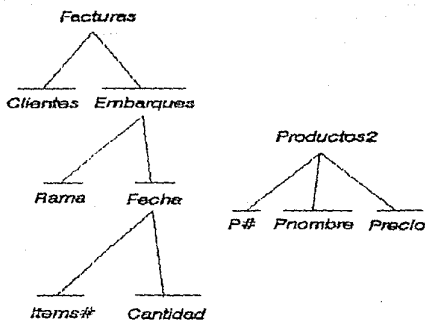 Facturas
Clientes Embarques
Productos2
Rama Fecha
P# Pnombre Precio
Items# Cantidad